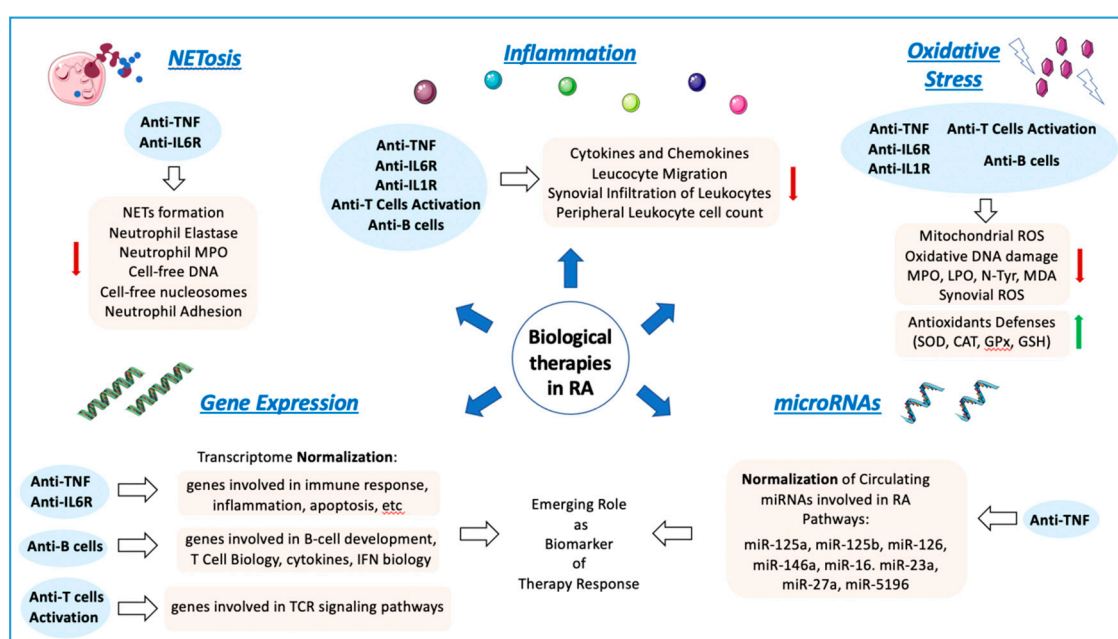 NETosis
Anti-TNF
Anti-IL6R
NETs formation
Neutrophil Elastase
Neutrophil MPO
Cell-free DNA
Cell-free nucleosomes
Neutrophil Adhesion
Inflammation
Anti-TNF
Anti-IL6R
Anti-IL1R
Anti-T Cells Activation
Anti-B cells
Cytokines and Chemokines
Leucocyte Migration
Synovial Infiltration of Leukocytes
Peripheral Leukocyte cell count
Oxidative
Stress
Anti-TNF
Anti-IL6R
Anti-IL1R
Anti-T Cells Activation
Anti-B cells
Mitochondrial ROS
Oxidative DNA damage
MPO, LPO, N-Tyr, MDA
Synovial ROS
Antioxidants Defenses
(SOD, CAT, GPx, GSH)
Biological
therapies
in RA
Gene Expression
Transcriptome Normalization:
Anti-TNF
Anti-IL6R
genes involved in immune response,
inflammation, apoptosis, etc
Anti-B cells
genes involved in B-cell development,
T Cell Biology, cytokines, IFN biology
Anti-T cells
Activation
genes involved in TCR signaling pathways
Emerging Role
as
Biomarker
of
Therapy Response
microRNAs
Normalization of Circulating
miRNAs involved in RA
Pathways:
miR-125a, miR-125b, miR-126,
miR-146a, miR-16. miR-23a,
miR-27a, miR-5196
Anti-TNF